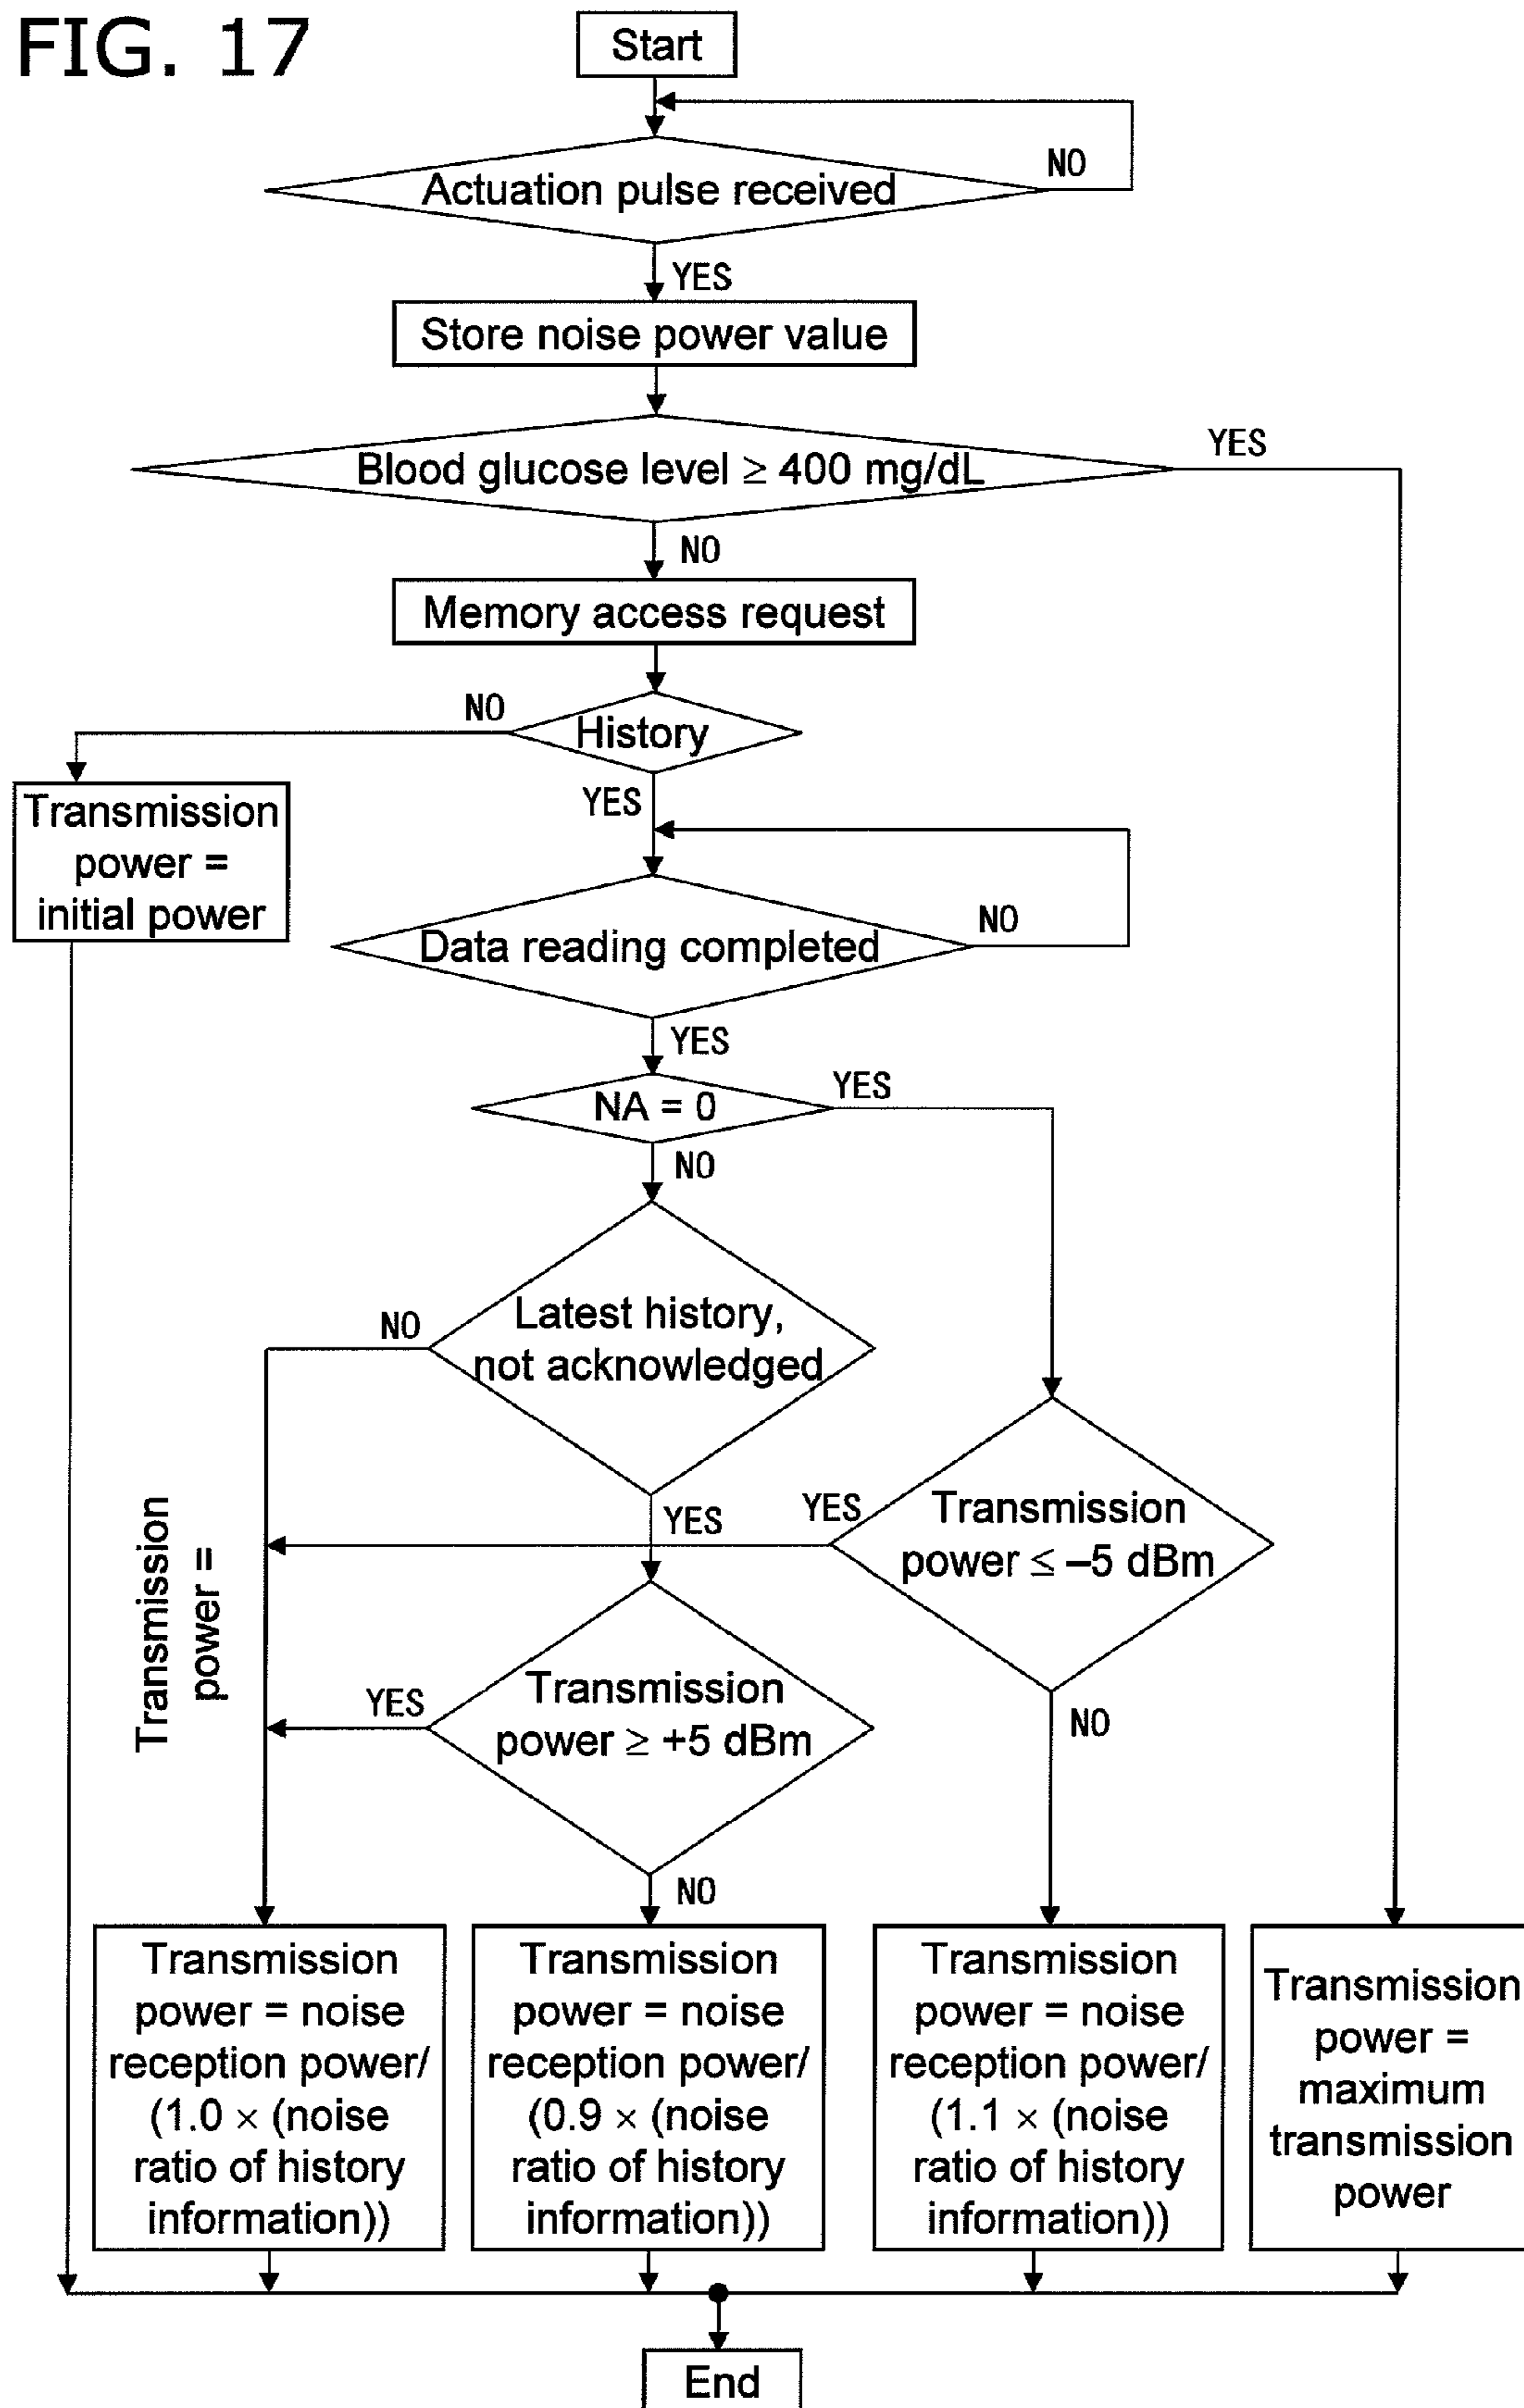 FIG. 17
Start
NO
Actuation pulse received
YES
Store noise power value
YES
Blood glucose level ≥ 400 mg/dL
NO
Memory access request
NO
History
YES
Transmission
power =
initial power
NO
Data reading completed
YES
YES
NA = 0
NO
NO
Latest history,
not acknowledged
YES
YES
Transmission
power ≤ –5 dBm
Transmission
power =
YES
Transmission
power ≥ +5 dBm
NO
NO
Transmission
power = noise
reception power/
(1.0 × (noise
ratio of history
information))
Transmission
power = noise
reception power/
(0.9 × (noise
ratio of history
information))
Transmission
power = noise
reception power/
(1.1 × (noise
ratio of history
information))
Transmission
power =
maximum
transmission
power
End